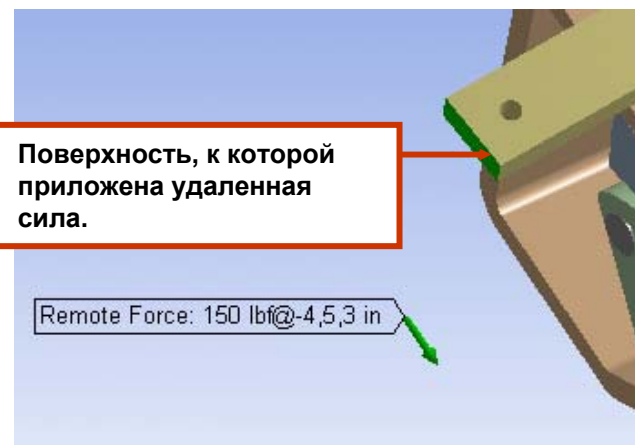 Поверхность, к которой
приложена удаленная
сила.
Remote Force: 150 lbf@-4,5,3 in